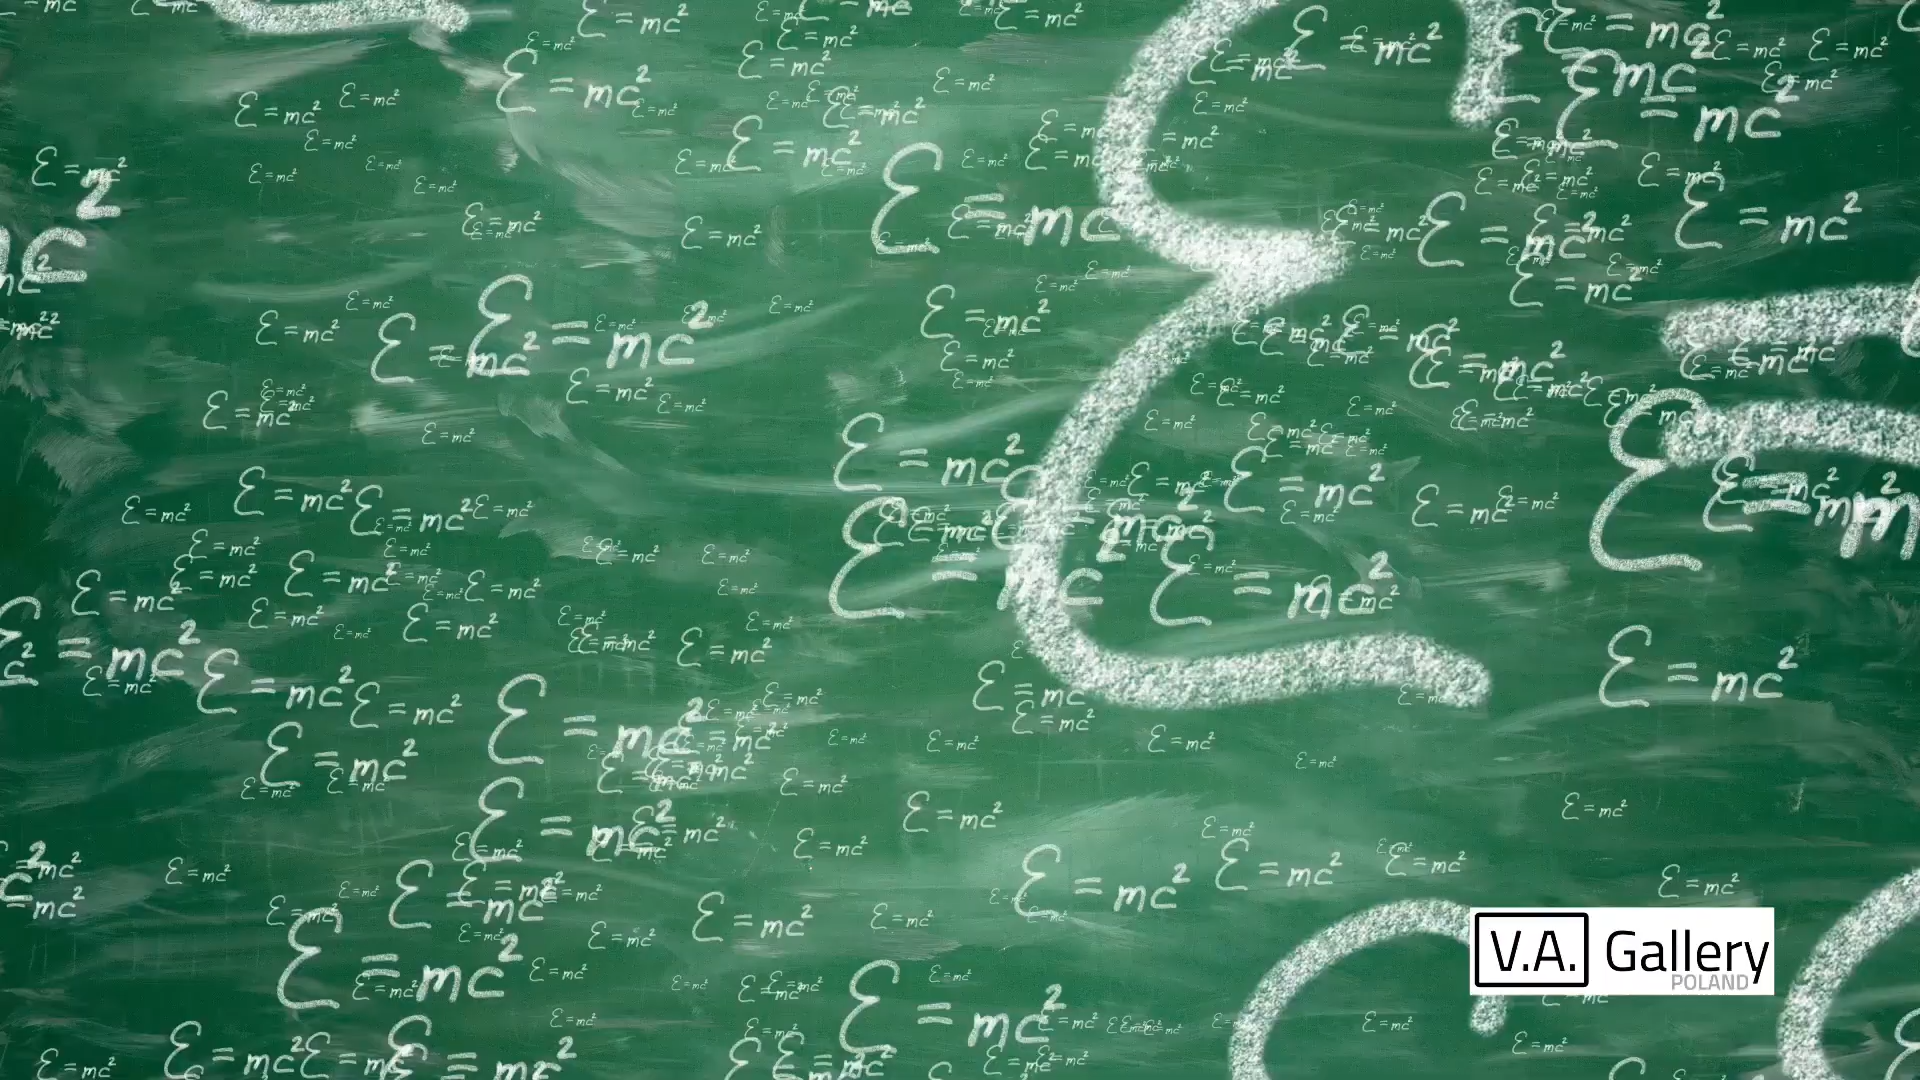 Ɛ = mc²
V.A. Gallery
POLAND